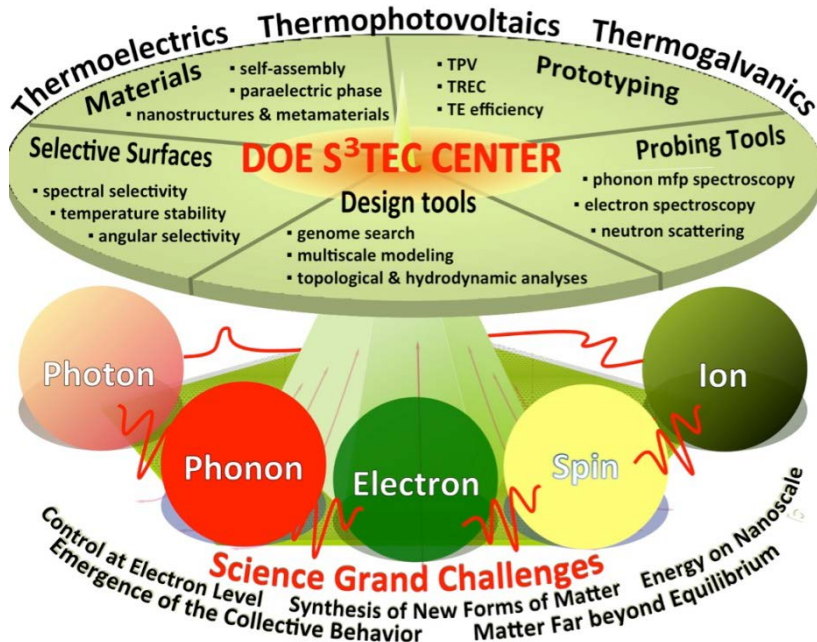 Thermoelectrics
Thermophotovoltaics
Thermogalvanics
Materials
▪ self-assembly
▪ paraelectric phase
▪ nanostructures & metamaterials
▪ TPV
▪ TREC
▪ TE efficiency
Prototyping
Selective Surfaces
▪ spectral selectivity
▪ temperature stability
▪ angular selectivity
DOE S³TEC CENTER
Probing Tools
▪ phonon mfp spectroscopy
▪ electron spectroscopy
▪ neutron scattering
Design tools
▪ genome search
▪ multiscale modeling
▪ topological & hydrodynamic analyses
Photon
Phonon
Electron
Spin
Ion
Science Grand Challenges
Control at Electron Level
Emergence of the Collective Behavior
Synthesis of New Forms of Matter
Energy on Nanoscale
Matter Far beyond Equilibrium